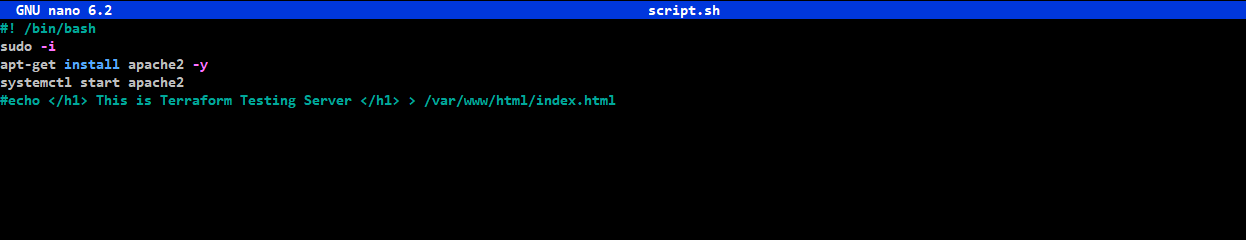 GNU nano 6.2 script.sh
#! /bin/bash
sudo -i
apt-get install apache2 -y
systemctl start apache2
#echo </h1> This is Terraform Testing Server </h1> > /var/www/html/index.html